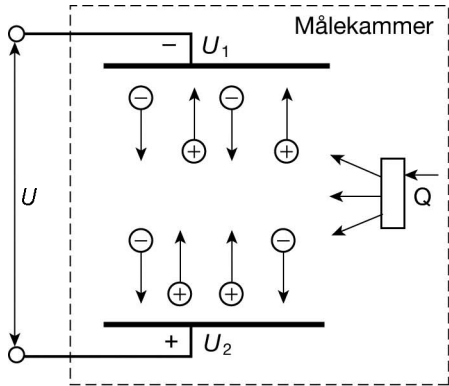 Målekammer
− U₁
− −
+ +
U
Q
− −
+ +
+ U₂